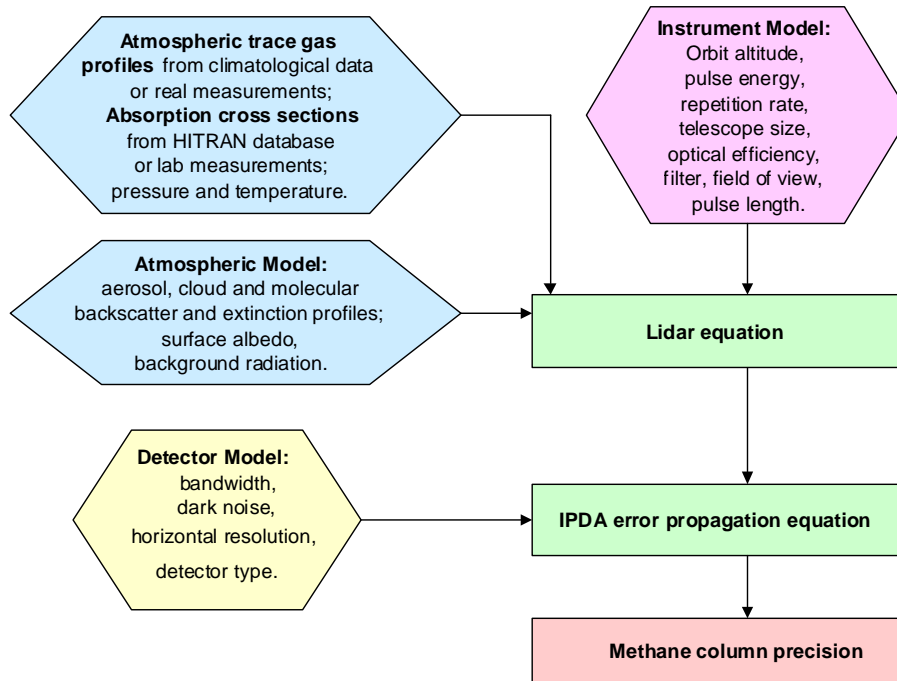 Atmospheric trace gas
profiles from climatological data
or real measurements;
Absorption cross sections
from HITRAN database
or lab measurements;
pressure and temperature.
Instrument Model:
Orbit altitude,
pulse energy,
repetition rate,
telescope size,
optical efficiency,
filter, field of view,
pulse length.
Atmospheric Model:
aerosol, cloud and molecular
backscatter and extinction profiles;
surface albedo,
background radiation.
Lidar equation
Detector Model:
bandwidth,
dark noise,
horizontal resolution,
detector type.
IPDA error propagation equation
Methane column precision